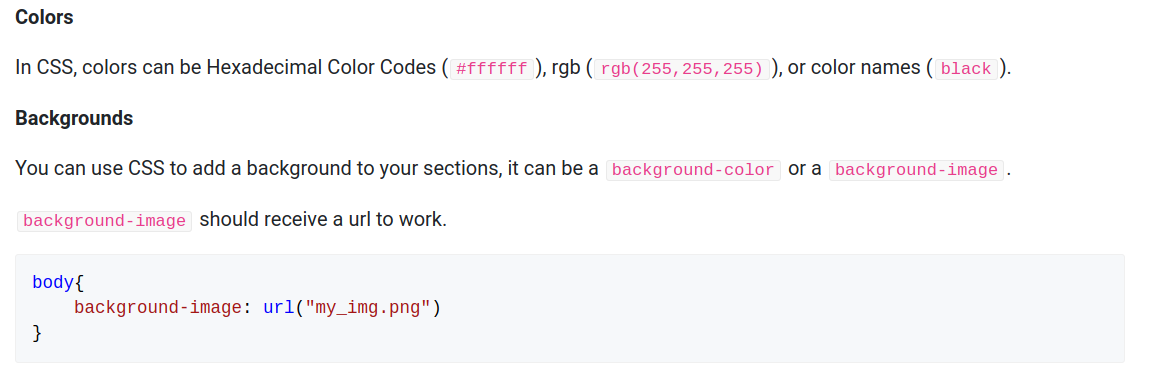 Colors
In CSS, colors can be Hexadecimal Color Codes ( #ffffff ), rgb ( rgb(255,255,255) ), or color names ( black ).
Backgrounds
You can use CSS to add a background to your sections, it can be a background-color or a background-image .
background-image should receive a url to work.
body{
    background-image: url("my_img.png")
}